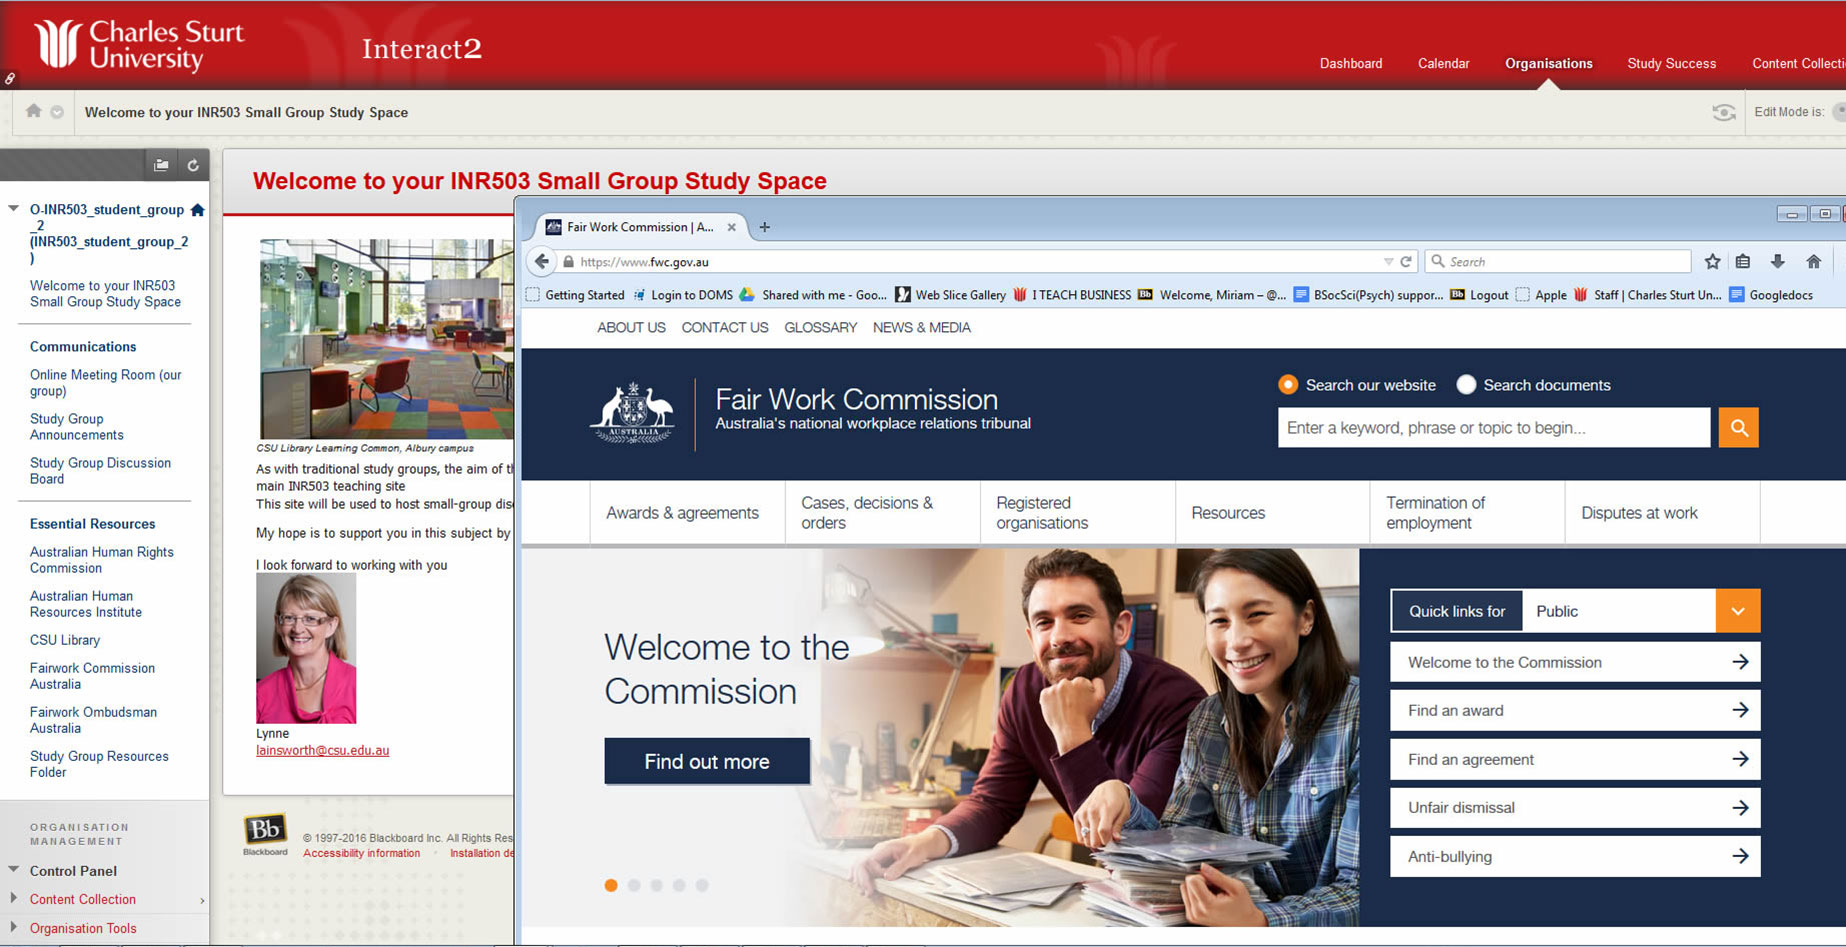 Charles Sturt
University
Interact2
Dashboard
Calendar
Organisations
Study Success
Content Collecti
Welcome to your INR503 Small Group Study Space
Edit Mode is:
O-INR503_student_group
_2
(INR503_student_group_2
)
Welcome to your INR503
Small Group Study Space
Communications
Online Meeting Room (our
group)
Study Group
Announcements
Study Group Discussion
Board
Essential Resources
Australian Human Rights
Commission
Australian Human
Resources Institute
CSU Library
Fairwork Commission
Australia
Fairwork Ombudsman
Australia
Study Group Resources
Folder
ORGANISATION
MANAGEMENT
Control Panel
Content Collection
Organisation Tools
Welcome to your INR503 Small Group Study Space
CSU Library Learning Common, Albury campus
As with traditional study groups, the aim of th
main INR503 teaching site
This site will be used to host small-group dis
My hope is to support you in this subject by
I look forward to working with you
Lynne
lainsworth@csu.edu.au
Bb
Blackboard
© 1997-2016 Blackboard Inc. All Rights Res
Accessibility information
Installation de
Fair Work Commission | A...
https://www.fwc.gov.au
Search
Getting Started
Login to DOMS
Shared with me - Goo...
Web Slice Gallery
I TEACH BUSINESS
Bb
Welcome, Miriam – @...
BSocSci(Psych) suppor...
Bb
Logout
Apple
Staff | Charles Sturt Un...
Googledocs
ABOUT US
CONTACT US
GLOSSARY
NEWS & MEDIA
AUSTRALIA
Fair Work Commission
Australia's national workplace relations tribunal
Search our website
Search documents
Enter a keyword, phrase or topic to begin...
Awards & agreements
Cases, decisions &
orders
Registered
organisations
Resources
Termination of
employment
Disputes at work
Welcome to the
Commission
Find out more
Quick links for
Public
Welcome to the Commission
Find an award
Find an agreement
Unfair dismissal
Anti-bullying